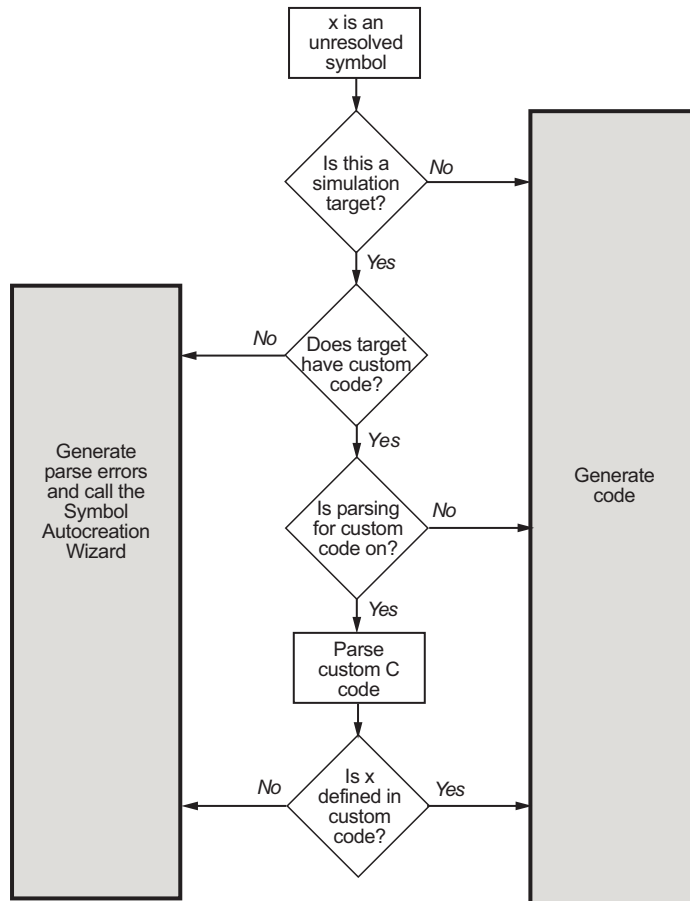 x is an
unresolved
symbol
Is this a
simulation
target?
No
Yes
No
Does target
have custom
code?
Yes
Generate
parse errors
and call the
Symbol
Autocreation
Wizard
Is parsing
for custom
code on?
No
Generate
code
Yes
Parse
custom C
code
No
Is x
defined in
custom
code?
Yes